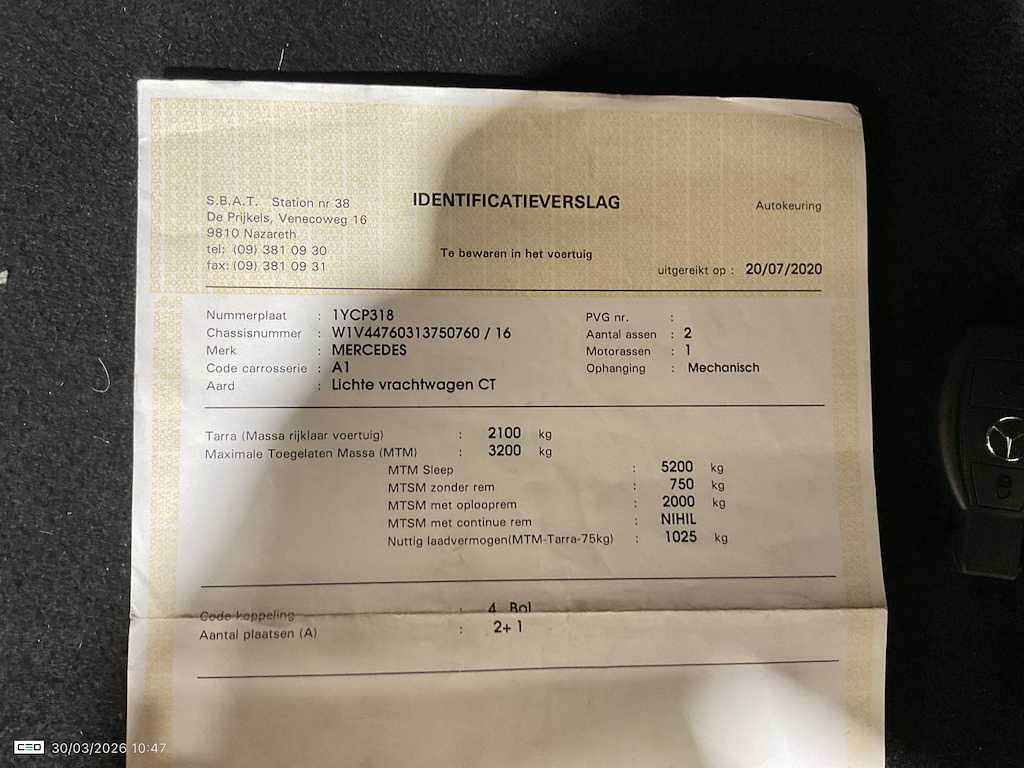 S.B.A.T. Station nr 38
De Prijkels, Venecoweg 16
9810 Nazareth
tel: (09) 381 09 30
fax: (09) 381 09 31
IDENTIFICATIEVERSLAG
Te bewaren in het voertuig
Autokeuring
uitgereikt op : 20/07/2020
Nummerplaat : 1YCP318
Chassisnummer : W1V44760313750760 / 16
Merk : MERCEDES
Code carrosserie : A1
Aard : Lichte vrachtwagen CT
PVG nr. :
Aantal assen : 2
Motorassen : 1
Ophanging : Mechanisch
Tarra (Massa rijklaar voertuig) : 2100 kg
Maximale Toegelaten Massa (MTM) : 3200 kg
MTM Sleep : 5200 kg
MTSM zonder rem : 750 kg
MTSM met oplooprem : 2000 kg
MTSM met continue rem : NIHIL
Nuttig laadvermogen(MTM-Tarra-75kg) : 1025 kg
Code koppeling : 4 Bol
Aantal plaatsen (A) : 2+ 1
30/03/2026 10:47